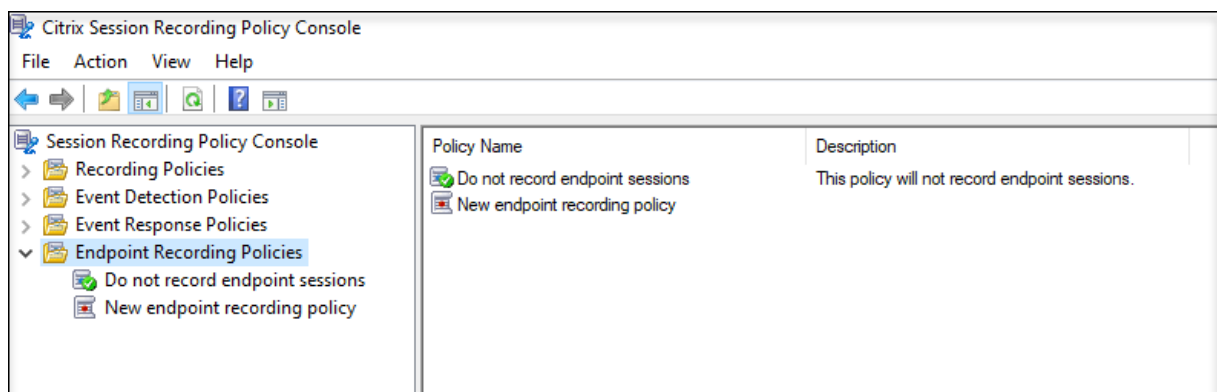 Citrix Session Recording Policy Console
File Action View Help
Session Recording Policy Console
Recording Policies
Event Detection Policies
Event Response Policies
Endpoint Recording Policies
Do not record endpoint sessions
New endpoint recording policy
Policy Name Description
Do not record endpoint sessions This policy will not record endpoint sessions.
New endpoint recording policy